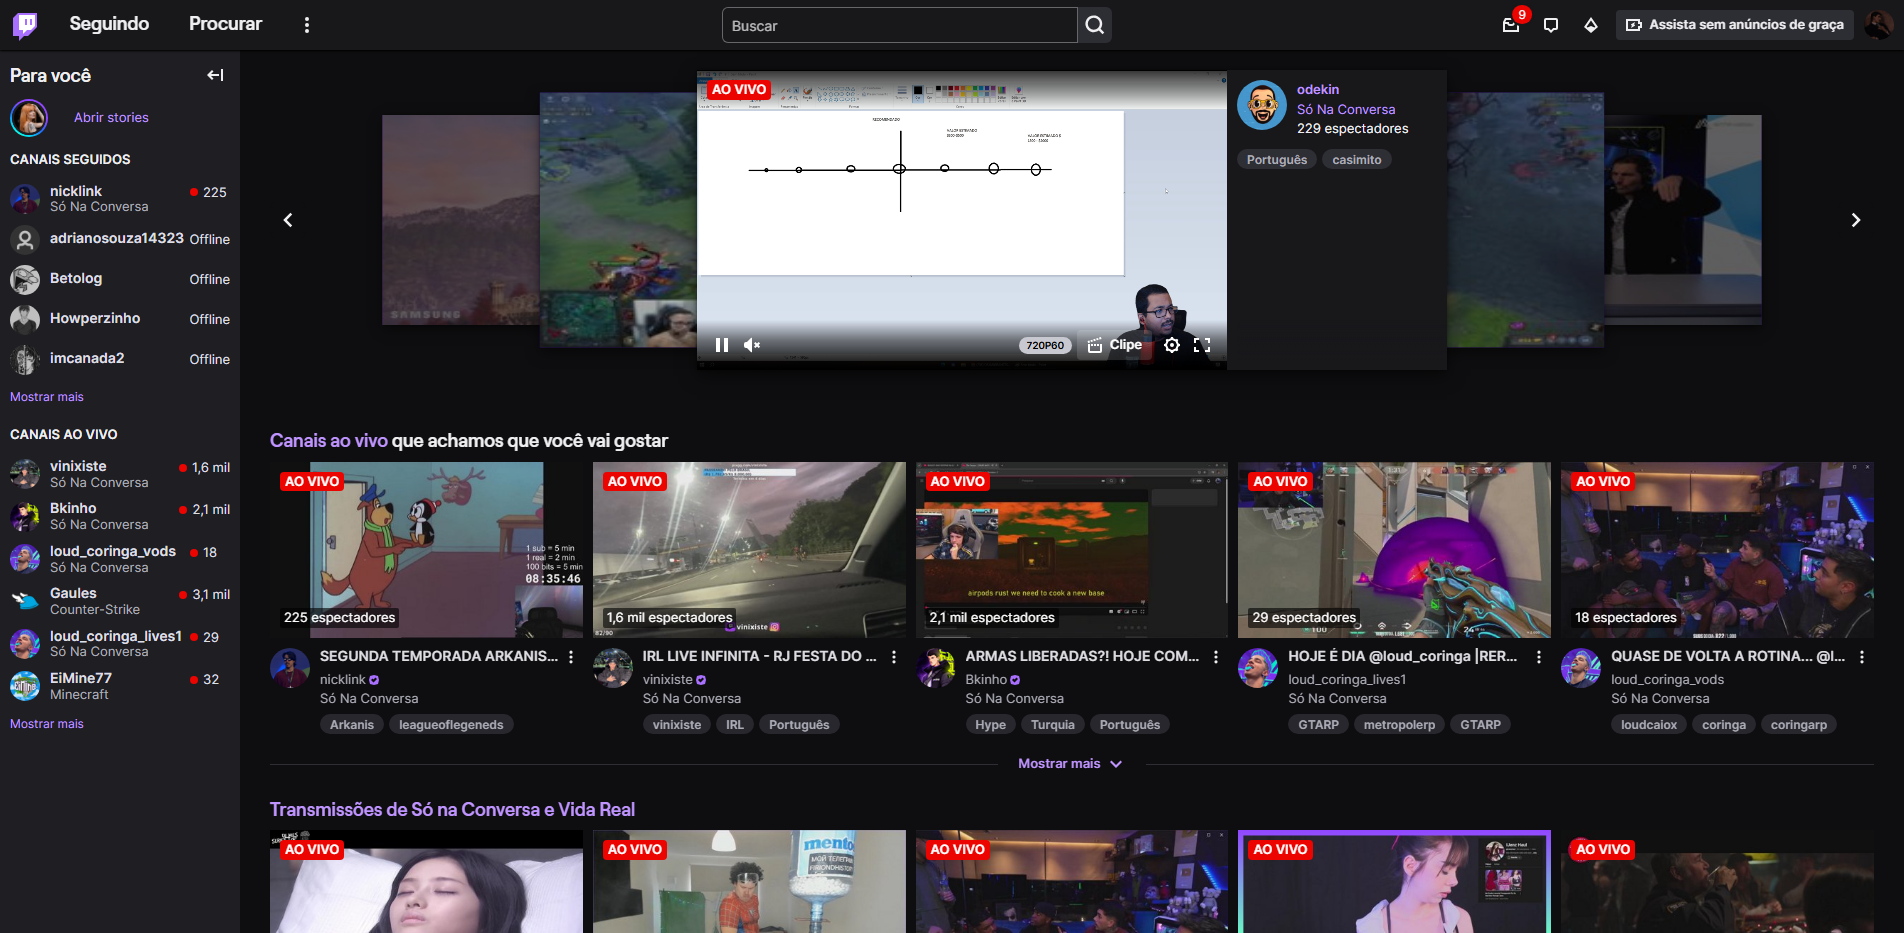 Seguindo
Procurar
Buscar
9
Assista sem anúncios de graça
Para você
Abrir stories
CANAIS SEGUIDOS
nicklink
225
Só Na Conversa
adrianosouza14323
Offline
Betolog
Offline
Howperzinho
Offline
imcanada2
Offline
Mostrar mais
CANAIS AO VIVO
vinixiste
1,6 mil
Só Na Conversa
Bkinho
2,1 mil
Só Na Conversa
loud_coringa_vods
18
Só Na Conversa
Gaules
3,1 mil
Counter-Strike
loud_coringa_lives1
29
Só Na Conversa
EiMine77
32
Minecraft
Mostrar mais
SAMSUNG
AO VIVO
RECOMENDADO
720P60
Clipe
odekin
Só Na Conversa
229 espectadores
Português
casimito
Canais ao vivo que achamos que você vai gostar
AO VIVO
1 sub = 5 min
1 real = 2 min
100 bits = 5 min
08:35:46
225 espectadores
SEGUNDA TEMPORADA ARKANIS...
nicklink
Só Na Conversa
Arkanis
leagueoflegeneds
AO VIVO
1,6 mil espectadores
vinixiste
82/90
IRL LIVE INFINITA - RJ FESTA DO ...
vinixiste
Só Na Conversa
vinixiste
IRL
Português
AO VIVO
airpods rust we need to cook a new base
2,1 mil espectadores
ARMAS LIBERADAS?! HOJE COM...
Bkinho
Só Na Conversa
Hype
Turquia
Português
AO VIVO
29 espectadores
100
24
HOJE É DIA @loud_coringa |RER...
loud_coringa_lives1
Só Na Conversa
GTARP
metropolerp
GTARP
AO VIVO
18 espectadores
QUASE DE VOLTA A ROTINA... @l...
loud_coringa_vods
Só Na Conversa
loudcaiox
coringa
coringarp
Mostrar mais
Transmissões de Só na Conversa e Vida Real
AO VIVO
AO VIVO
mento
МОЙ ТЕЛЕГРАМ
AO VIVO
AO VIVO
AO VIVO